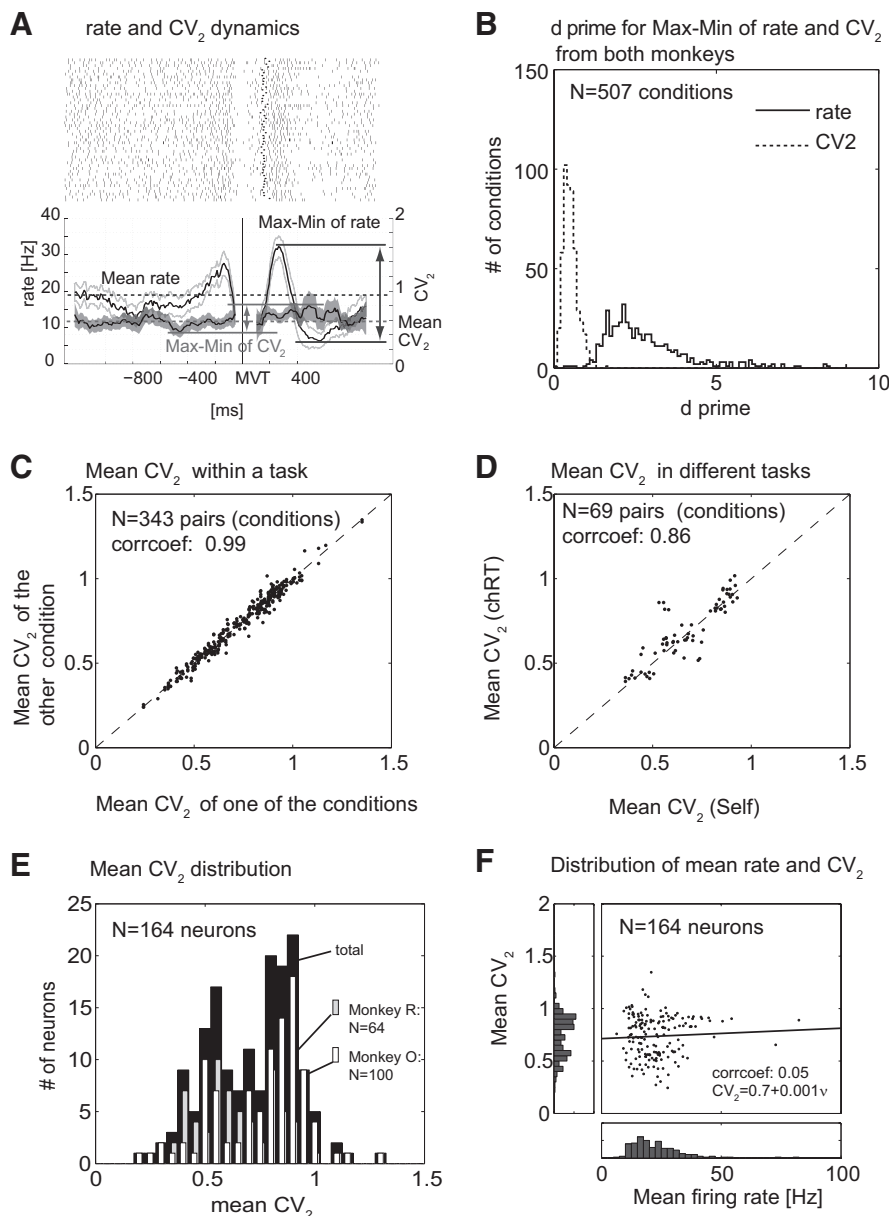 A rate and CV2 dynamics
40
30
20
10
0
rate [Hz]
2
1
0
CV2
Max-Min of rate
Mean rate
Mean CV2
Max-Min of CV2
−800 −400 MVT 400
[ms]
B d prime for Max-Min of rate and CV2
from both monkeys
150
100
50
0
# of conditions
N=507 conditions
rate
CV2
0 5 10
d prime
C Mean CV2 within a task
1.5
1
0.5
0
Mean CV2 of the
other condition
N=343 pairs (conditions)
corrcoef: 0.99
0 0.5 1 1.5
Mean CV2 of one of the conditions
D Mean CV2 in different tasks
1.5
1
0.5
0
Mean CV2 (chRT)
N=69 pairs (conditions)
corrcoef: 0.86
0 0.5 1 1.5
Mean CV2 (Self)
E Mean CV2 distribution
25
20
15
10
5
0
# of neurons
N=164 neurons
total
Monkey R:
N=64
Monkey O:
N=100
0 0.5 1 1.5
mean CV2
F Distribution of mean rate and CV2
2
1.5
1
0.5
0
Mean CV2
N=164 neurons
corrcoef: 0.05
CV2=0.7+0.001ν
0 50 100
Mean firing rate [Hz]